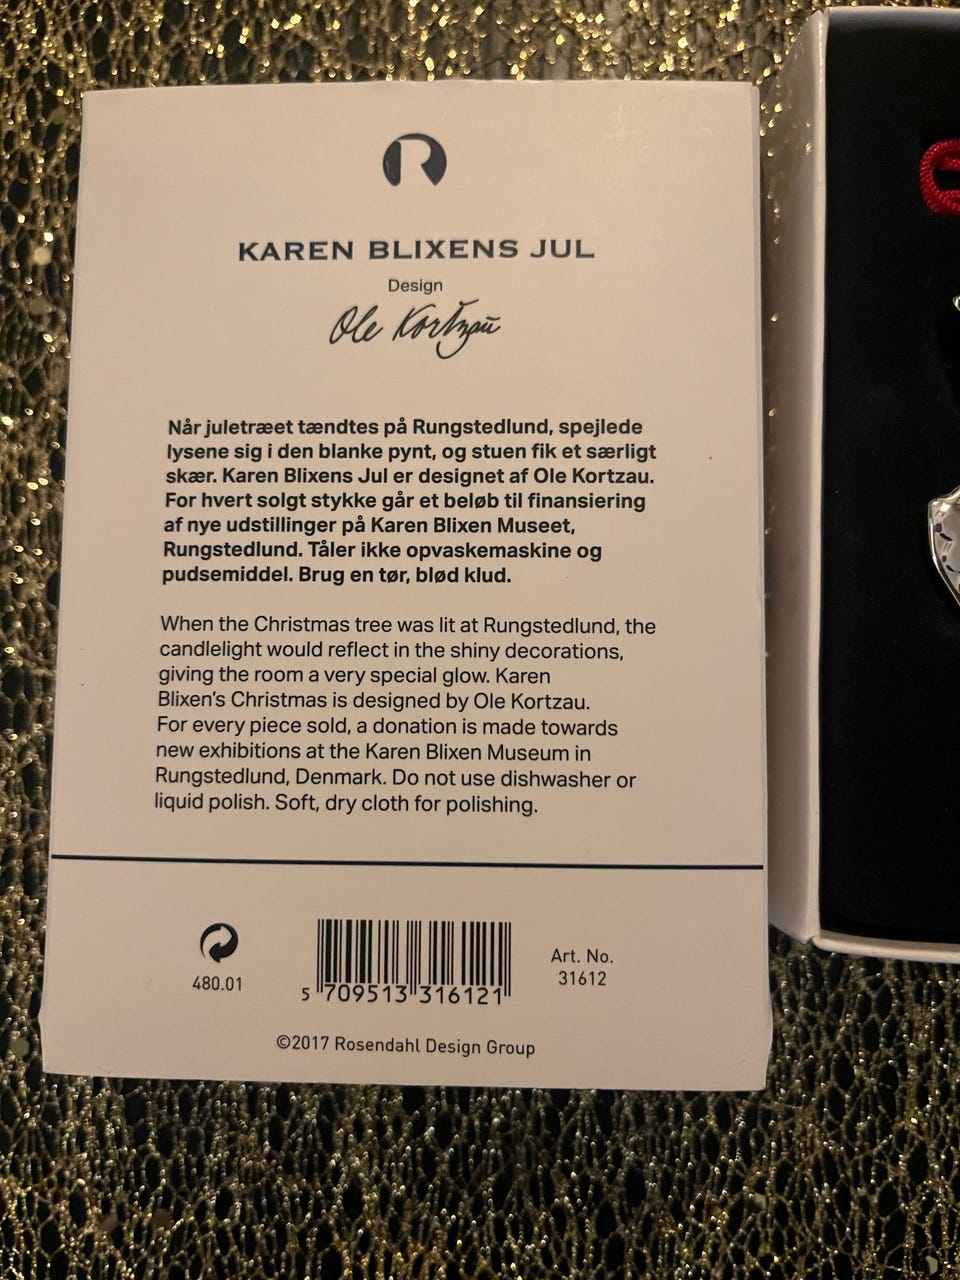 R
KAREN BLIXENS JUL
Design
Ole Kortzau
Når juletræet tændtes på Rungstedlund, spejlede
lysene sig i den blanke pynt, og stuen fik et særligt
skær. Karen Blixens Jul er designet af Ole Kortzau.
For hvert solgt stykke går et beløb til finansiering
af nye udstillinger på Karen Blixen Museet,
Rungstedlund. Tåler ikke opvaskemaskine og
pudsemiddel. Brug en tør, blød klud.
When the Christmas tree was lit at Rungstedlund, the
candlelight would reflect in the shiny decorations,
giving the room a very special glow. Karen
Blixen's Christmas is designed by Ole Kortzau.
For every piece sold, a donation is made towards
new exhibitions at the Karen Blixen Museum in
Rungstedlund, Denmark. Do not use dishwasher or
liquid polish. Soft, dry cloth for polishing.
480.01
5 709513 316121
Art. No.
31612
©2017 Rosendahl Design Group